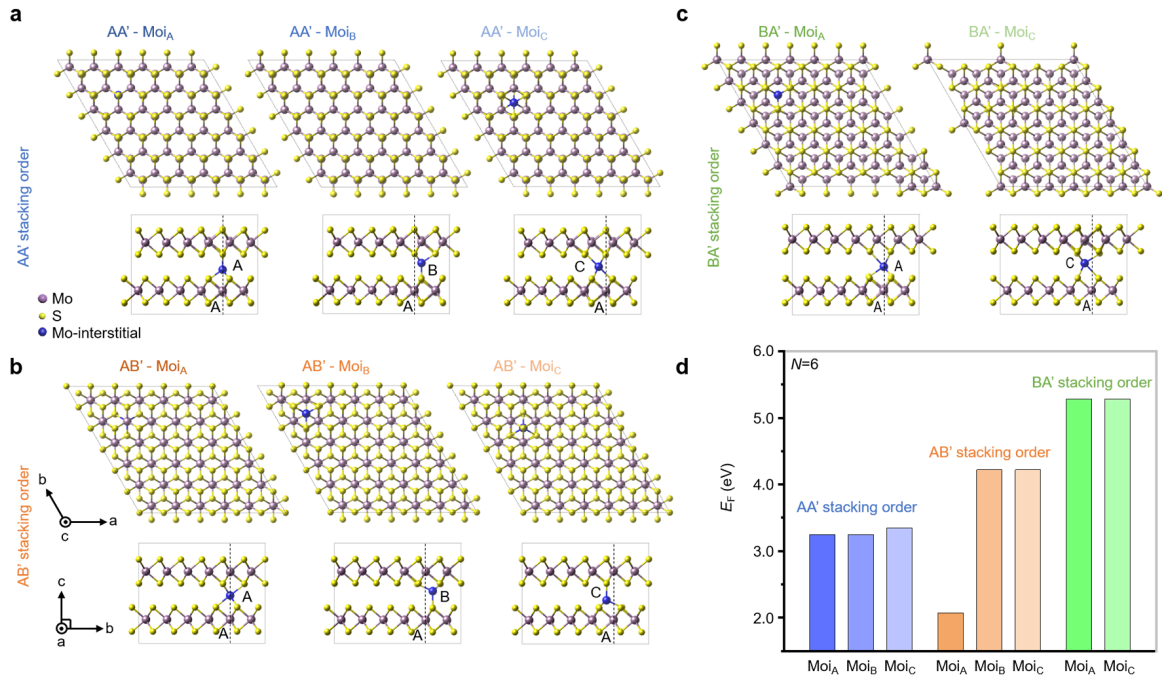 a
AA' - MoiA
AA' - MoiB
AA' - MoiC
AA' stacking order
A
A
B
A
C
A
Mo
S
Mo-interstitial
b
AB' - MoiA
AB' - MoiB
AB' - MoiC
AB' stacking order
b
a
c
c
b
a
A
A
B
A
C
A
c
BA' - MoiA
BA' - MoiC
BA' stacking order
A
A
C
A
d
N=6
6.0
5.0
4.0
3.0
2.0
EF (eV)
BA' stacking order
AB' stacking order
AA' stacking order
MoiA MoiB MoiC MoiA MoiB MoiC MoiA MoiC